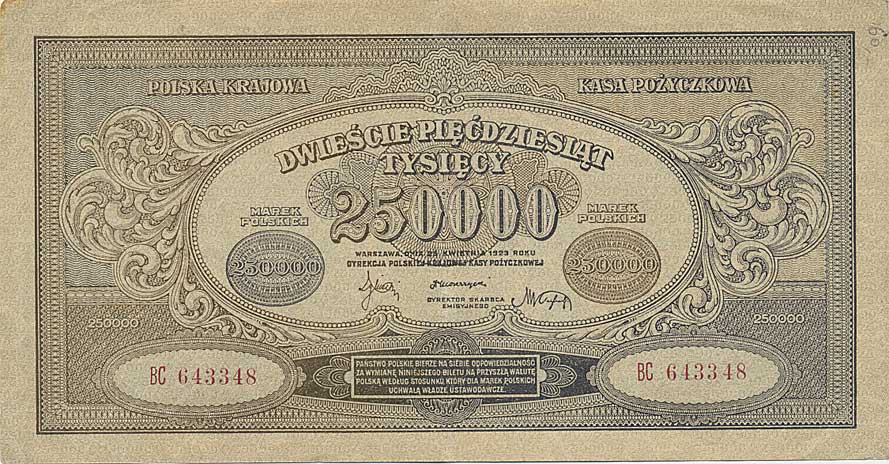 POLSKA KRAJOWA KASA POŻYCZKOWA
DWIEŚCIE PIĘĆDZIESIĄT
TYSIĘCY
250000
MAREK
POLSKICH
MAREK
POLSKICH
WARSZAWA, DNIA 25 KWIETNIA 1923 ROKU
DYREKCJA POLSKIEJ KRAJOWEJ KASY POŻYCZKOWEJ
250000
250000
DYREKTOR SKARBCA
EMISYJNEGO
250000
250000
BC 643348
BC 643348
PAŃSTWO POLSKIE BIERZE NA SIEBIE ODPOWIEDZIALNOŚĆ
ZA WYMIANĘ NINIEJSZEGO BILETU NA PRZYSZŁĄ WALUTĘ
POLSKĄ WEDŁUG STOSUNKU, KTÓRY DLA MAREK POLSKICH
UCHWALĄ WŁADZE USTAWODAWCZE.